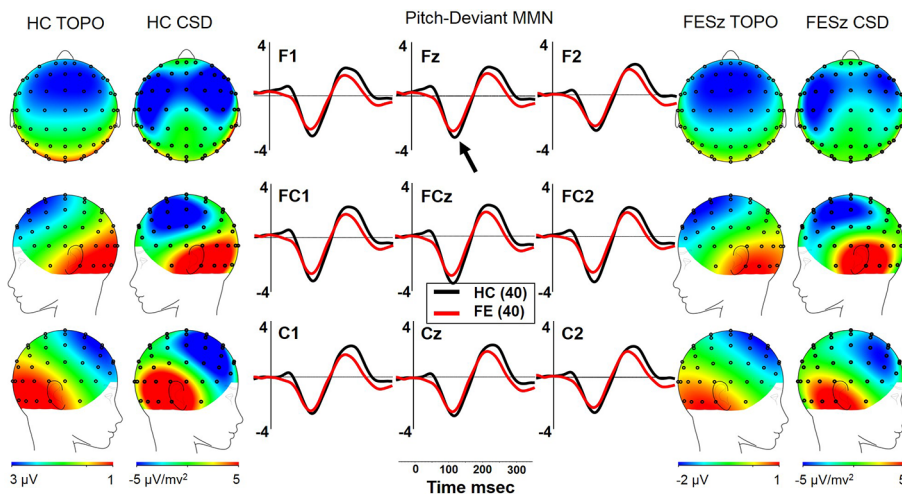 Pitch-Deviant MMN
HC TOPO
HC CSD
FESz TOPO
FESz CSD
4
F1
-4
4
Fz
-4
4
F2
-4
4
FC1
-4
4
FCz
-4
4
FC2
-4
HC (40)
FE (40)
4
C1
-4
4
Cz
-4
4
C2
-4
3 µV 1
-5 µV/mv² 5
0 100 200 300
Time msec
-2 µV 1
-5 µV/mv² 5